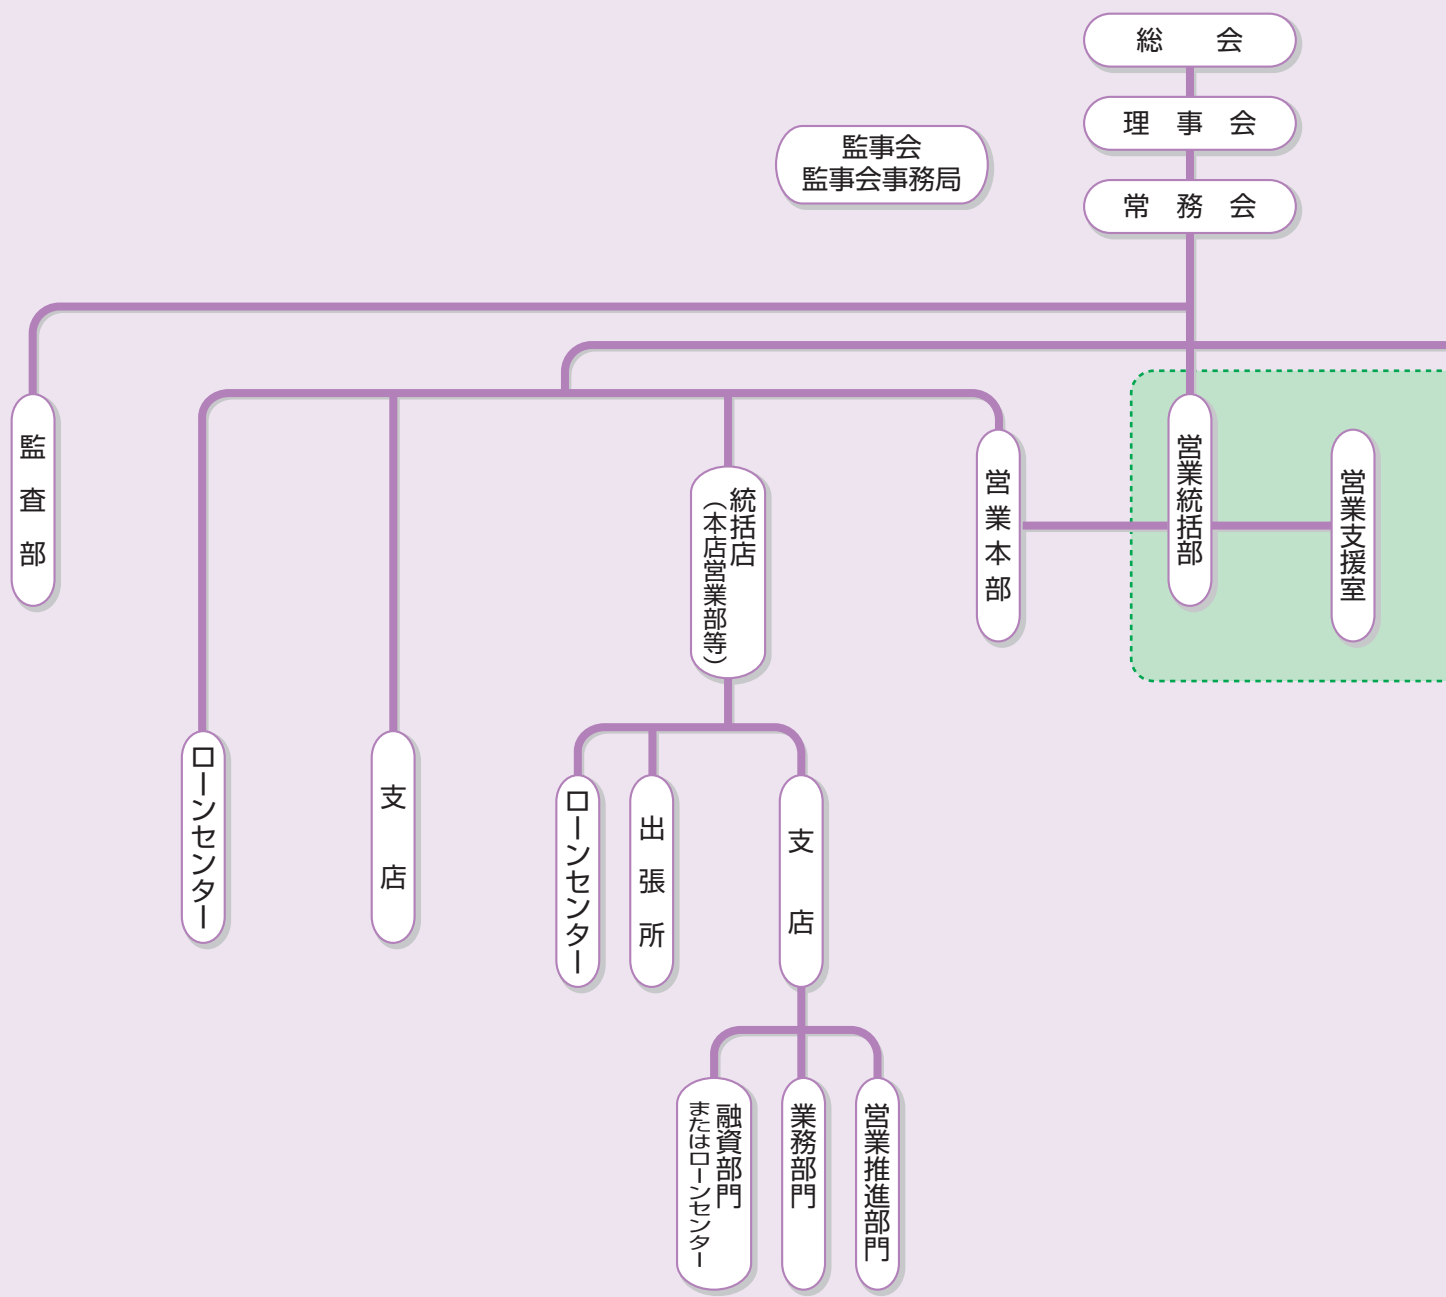 総　会
理　事　会
監事会
監事会事務局
常　務　会
監査部
統括店
（本店営業部等）
営業本部
営業統括部
営業支援室
ローンセンター
支店
ローンセンター
出張所
支店
融資部門
またはローンセンター
業務部門
営業推進部門